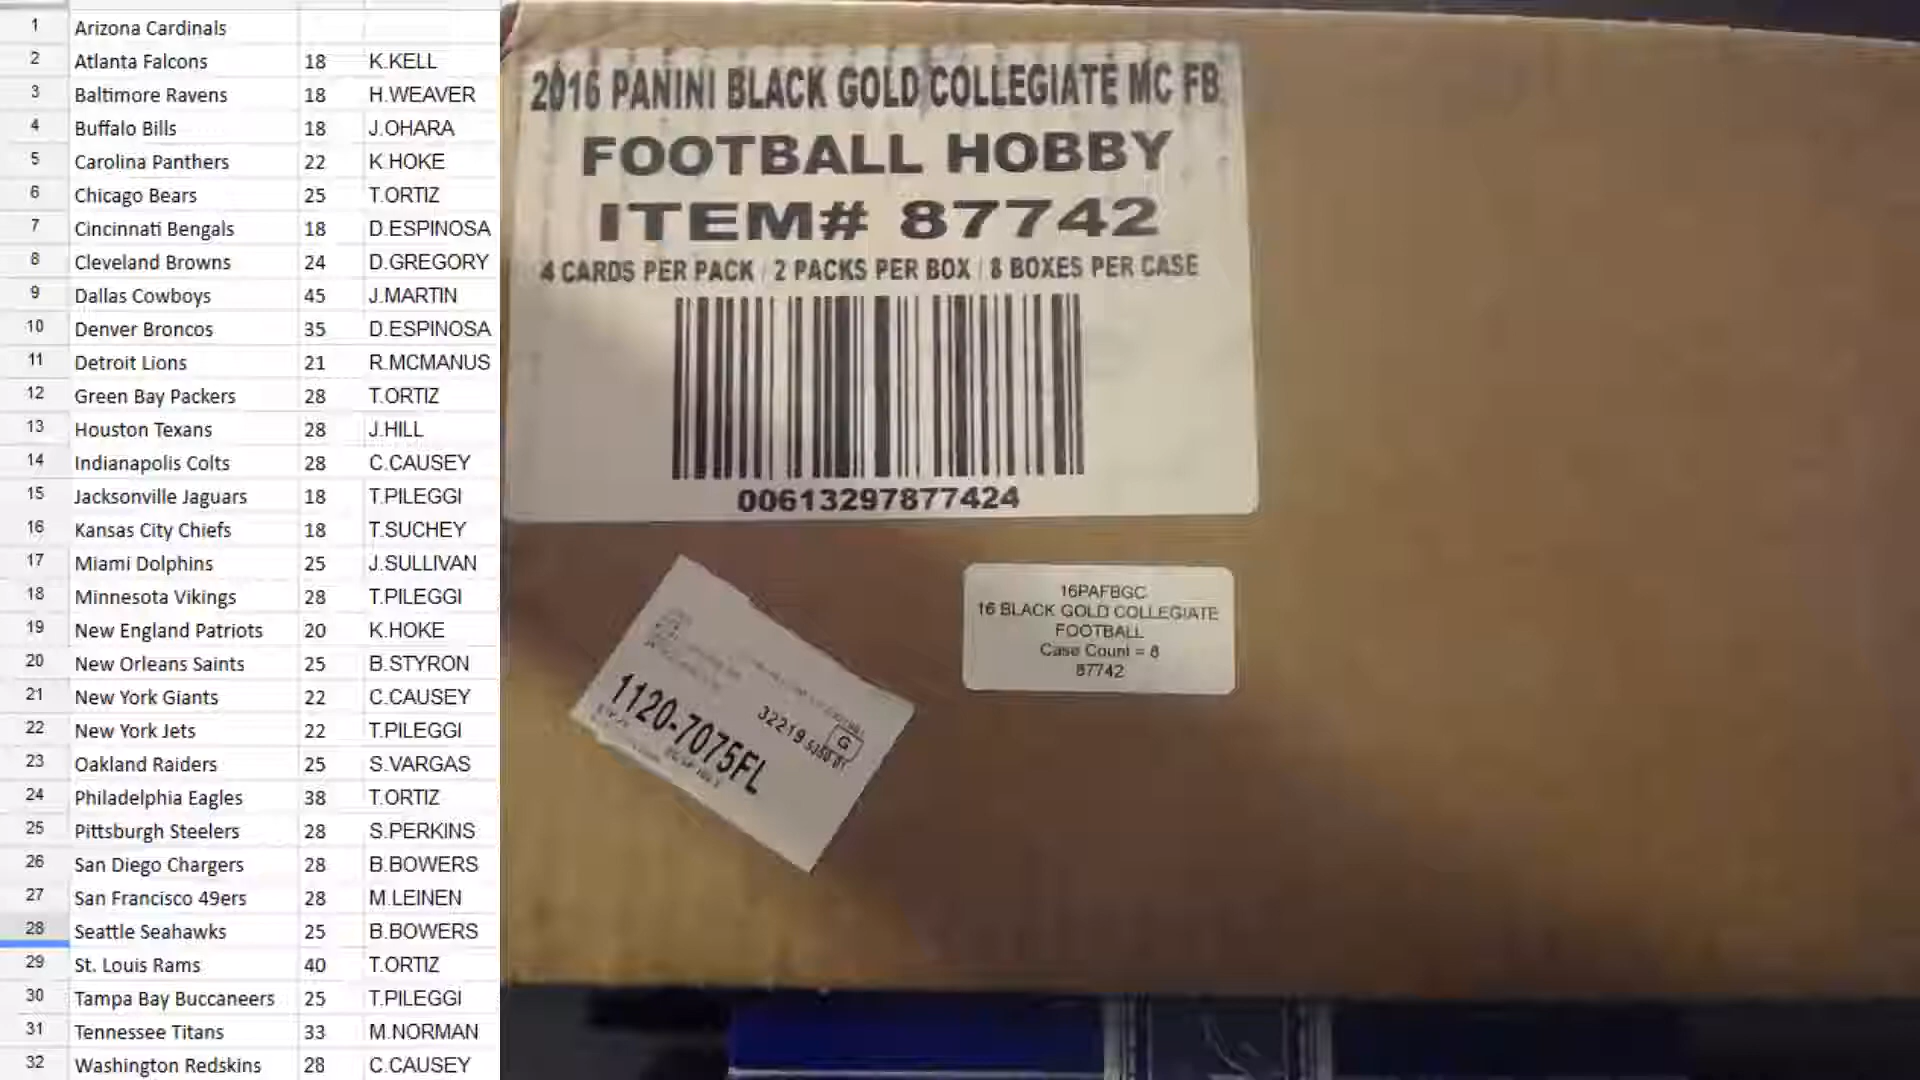 1 Arizona Cardinals
2 Atlanta Falcons 18 K.KELL
3 Baltimore Ravens 18 H.WEAVER
4 Buffalo Bills 18 J.OHARA
5 Carolina Panthers 22 K.HOKE
6 Chicago Bears 25 T.ORTIZ
7 Cincinnati Bengals 18 D.ESPINOSA
8 Cleveland Browns 24 D.GREGORY
9 Dallas Cowboys 45 J.MARTIN
10 Denver Broncos 35 D.ESPINOSA
11 Detroit Lions 21 R.MCMANUS
12 Green Bay Packers 28 T.ORTIZ
13 Houston Texans 28 J.HILL
14 Indianapolis Colts 28 C.CAUSEY
15 Jacksonville Jaguars 18 T.PILEGGI
16 Kansas City Chiefs 18 T.SUCHEY
17 Miami Dolphins 25 J.SULLIVAN
18 Minnesota Vikings 28 T.PILEGGI
19 New England Patriots 20 K.HOKE
20 New Orleans Saints 25 B.STYRON
21 New York Giants 22 C.CAUSEY
22 New York Jets 22 T.PILEGGI
23 Oakland Raiders 25 S.VARGAS
24 Philadelphia Eagles 38 T.ORTIZ
25 Pittsburgh Steelers 28 S.PERKINS
26 San Diego Chargers 28 B.BOWERS
27 San Francisco 49ers 28 M.LEINEN
28 Seattle Seahawks 25 B.BOWERS
29 St. Louis Rams 40 T.ORTIZ
30 Tampa Bay Buccaneers 25 T.PILEGGI
31 Tennessee Titans 33 M.NORMAN
32 Washington Redskins 28 C.CAUSEY
2016 PANINI BLACK GOLD COLLEGIATE MC FB
FOOTBALL HOBBY
ITEM# 87742
4 CARDS PER PACK / 2 PACKS PER BOX / 8 BOXES PER CASE
00613297877424
16PAFBGC
16 BLACK GOLD COLLEGIATE
FOOTBALL
Case Count = 8
87742
32219
G
1120-7075FL